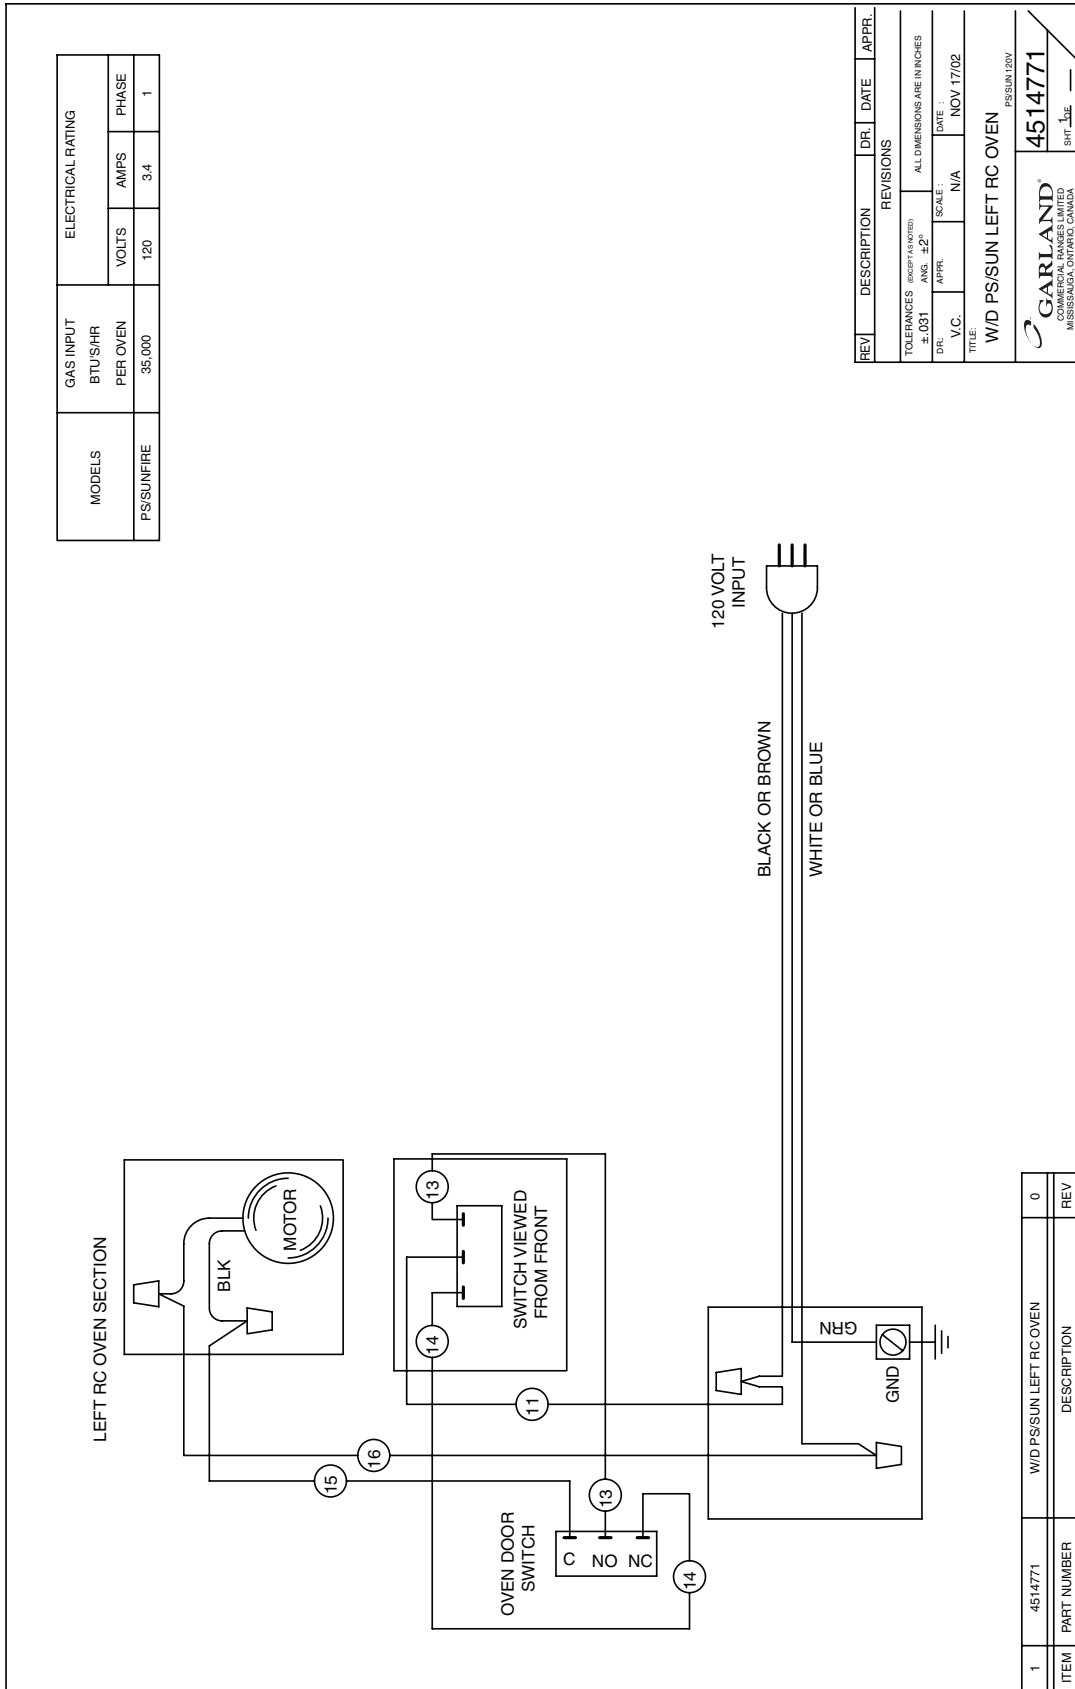 MODELS
GAS INPUT
BTU'S/HR
PER OVEN
ELECTRICAL RATING
VOLTS
AMPS
PHASE
PS/SUNFIRE
35,000
120
3.4
1
LEFT RC OVEN SECTION
BLK
MOTOR
15
16
13
14
SWITCH VIEWED
FROM FRONT
11
OVEN DOOR
SWITCH
C
NO
NC
13
14
120 VOLT
INPUT
BLACK OR BROWN
WHITE OR BLUE
GRN
GND
REV
DESCRIPTION
DR.
DATE
APPR.
REVISIONS
TOLERANCES (EXCEPT AS NOTED)
±.031 ANG. ±2°
ALL DIMENSIONS ARE IN INCHES
DR.:
V.C.
APPR.
SCALE :
N/A
DATE :
NOV 17/02
TITLE:
W/D PS/SUN LEFT RC OVEN
PS/SUN120V
GARLAND®
COMMERCIAL RANGES LIMITED
MISSISSAUGA, ONTARIO, CANADA
4514771
SHT 1 OF
1
4514771
W/D PS/SUN LEFT RC OVEN
0
ITEM
PART NUMBER
DESCRIPTION
REV